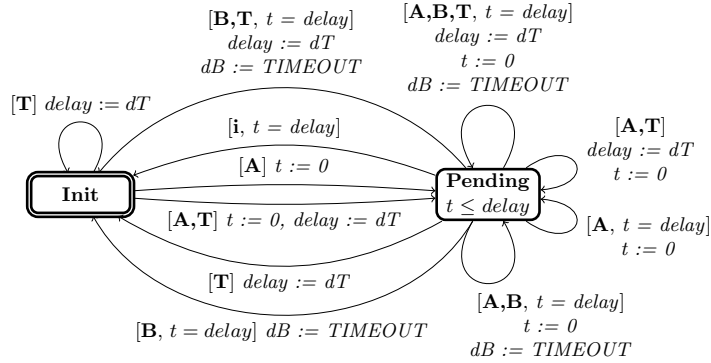 [B,T, t = delay]
delay := dT
dB := TIMEOUT
[A,B,T, t = delay]
delay := dT
t := 0
dB := TIMEOUT
[T] delay := dT
[i, t = delay]
[A] t := 0
[A,T]
delay := dT
t := 0
Init
Pending
t ≤ delay
[A,T] t := 0, delay := dT
[A, t = delay]
t := 0
[T] delay := dT
[A,B, t = delay]
t := 0
dB := TIMEOUT
[B, t = delay] dB := TIMEOUT